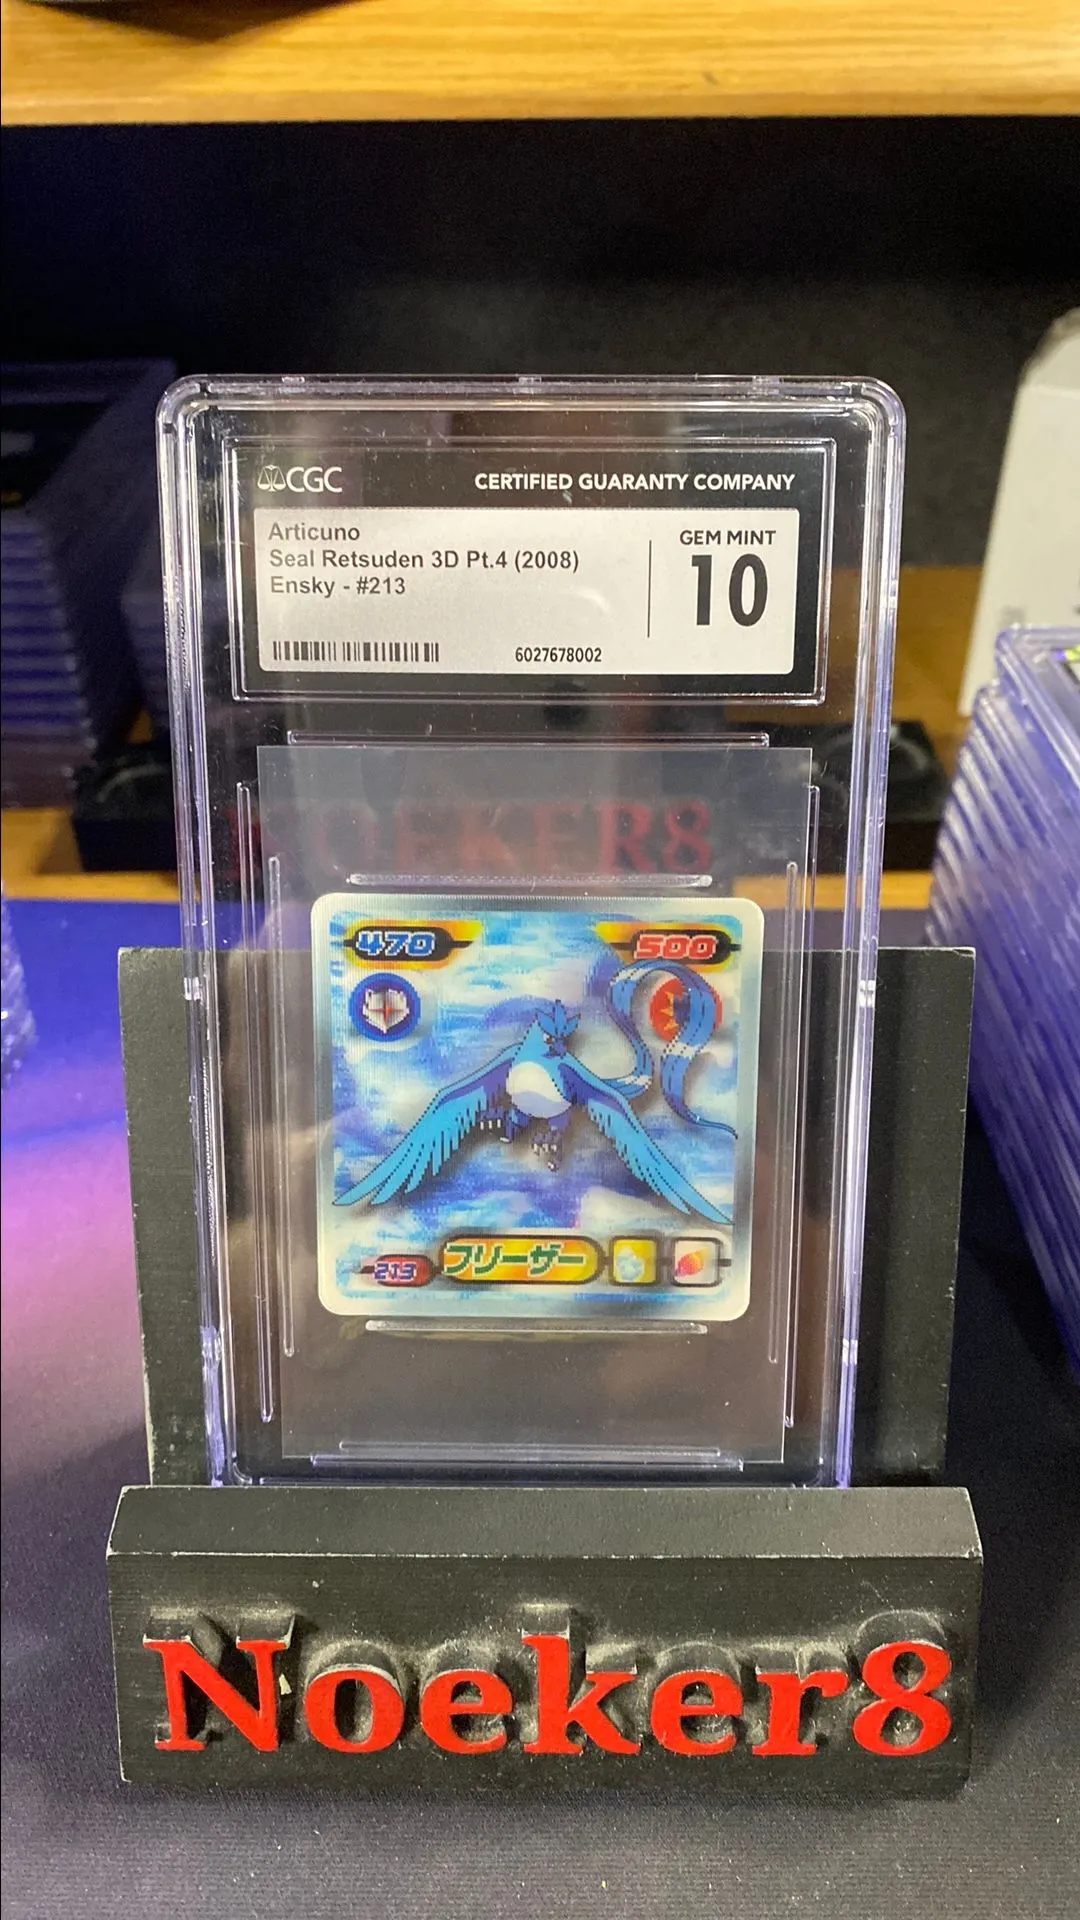 CGC
CERTIFIED GUARANTY COMPANY
Articuno
Seal Retsuden 3D Pt.4 (2008)
Ensky - #213
GEM MINT
10
6027678002
NOEKER8
470
500
213
フリーザー
Noeker8